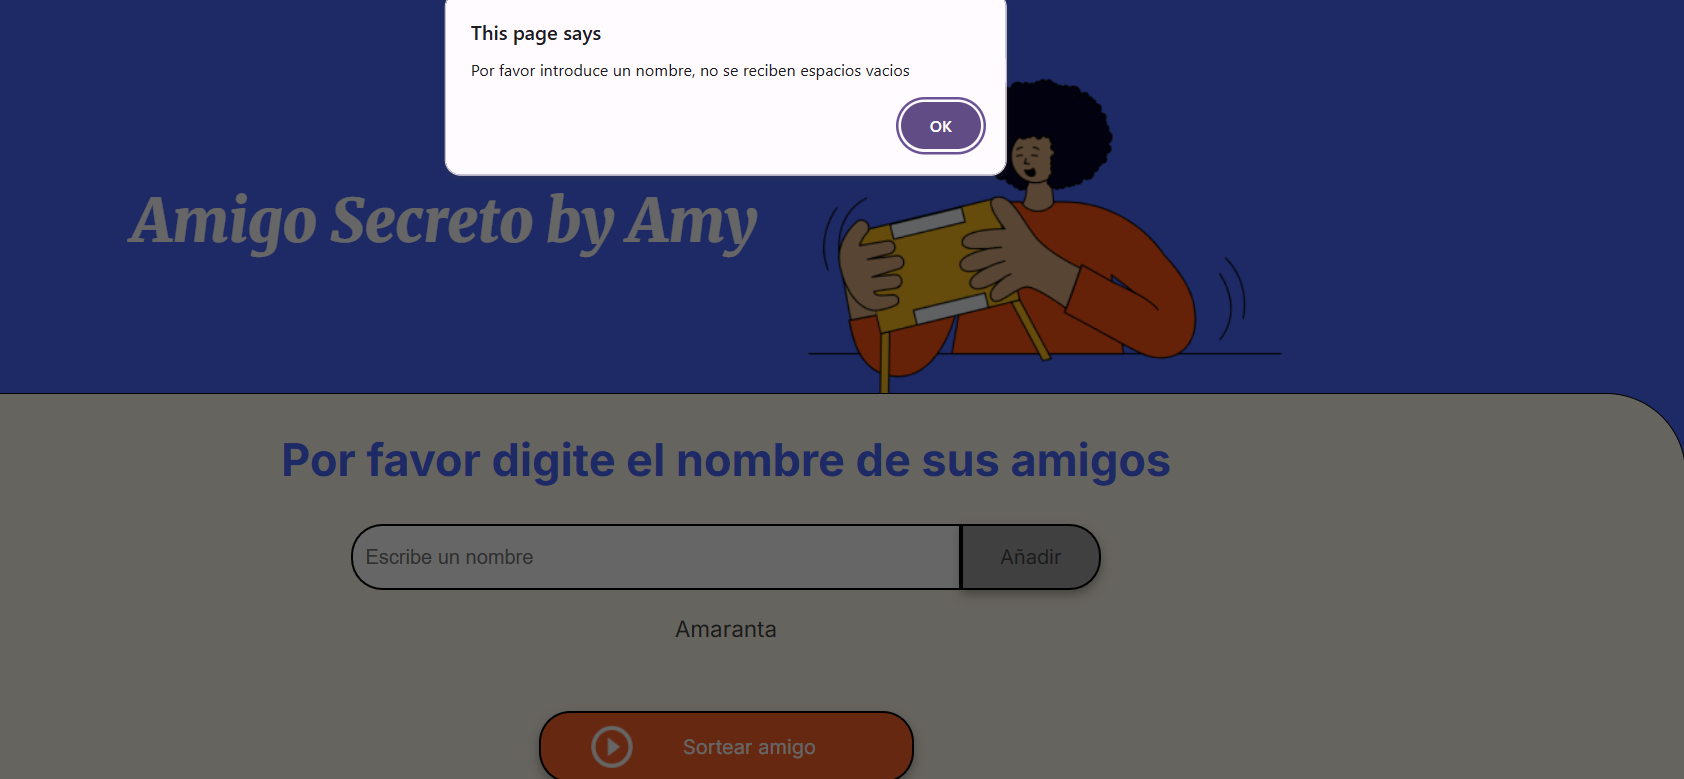 This page says
Por favor introduce un nombre, no se reciben espacios vacios
OK
Amigo Secreto by Amy
Por favor digite el nombre de sus amigos
Escribe un nombre
Añadir
Amaranta
Sortear amigo